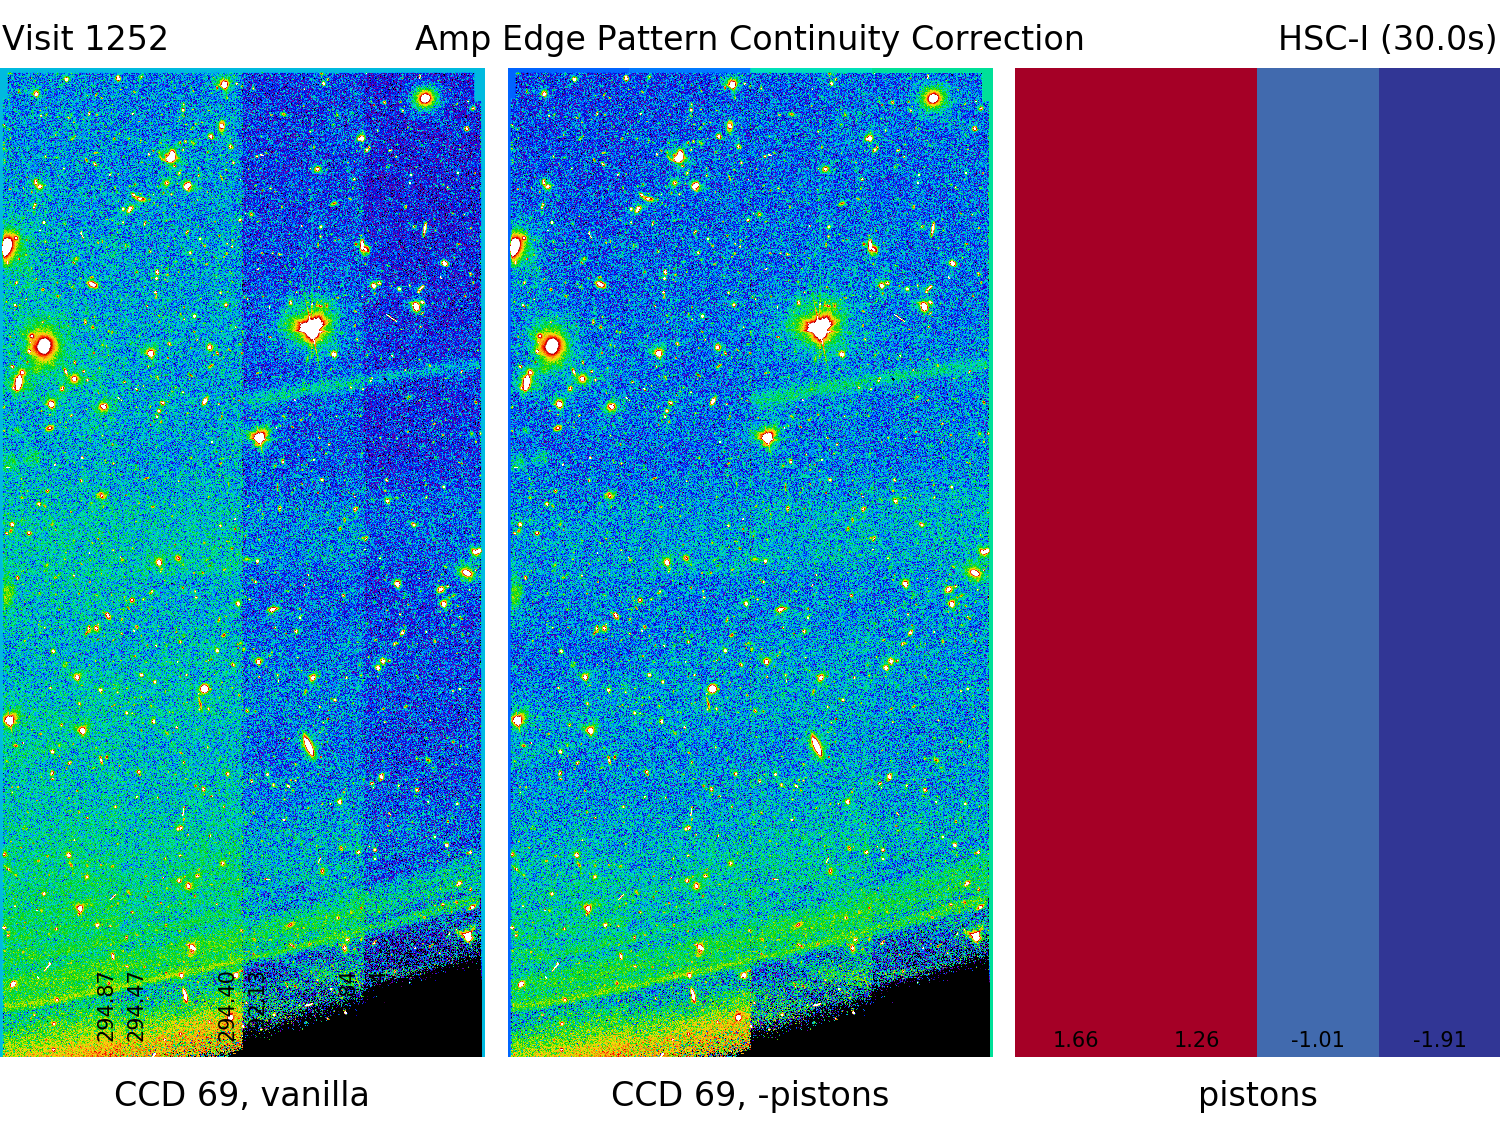 Visit 1252
Amp Edge Pattern Continuity Correction
HSC-I (30.0s)
294.87
294.47
294.40
1.66
1.26
-1.01
-1.91
CCD 69, vanilla
CCD 69, -pistons
pistons